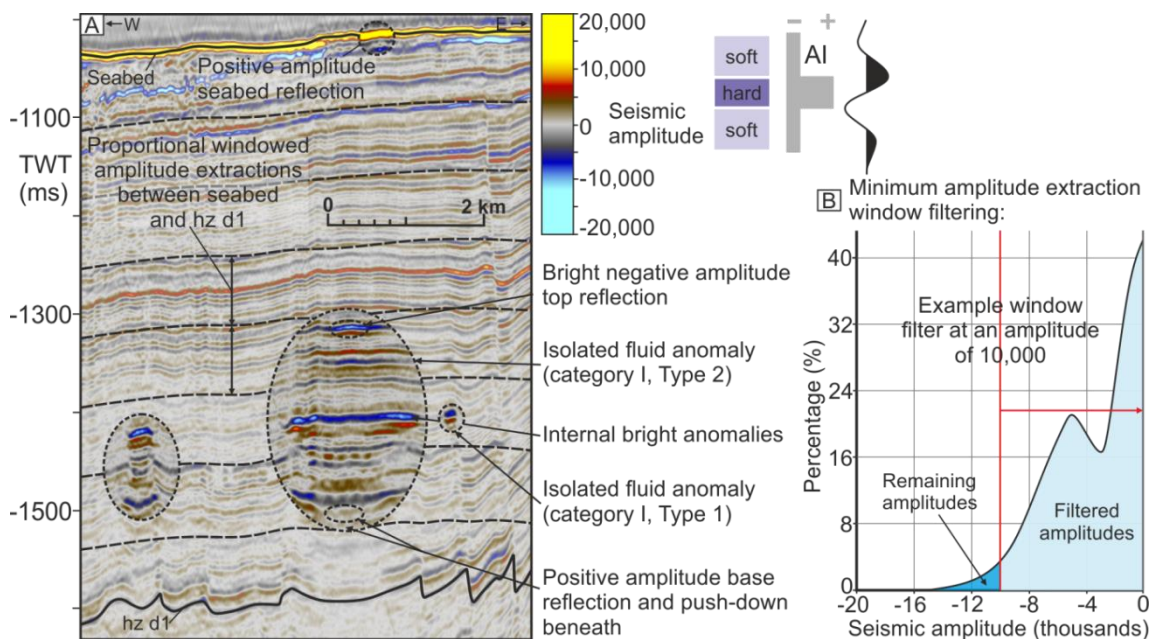 A
W
E
Seabed
Positive amplitude
seabed reflection
-1100
TWT
(ms)
Proportional windowed
amplitude extractions
between seabed
and hz d1
0
2 km
-1300
-1500
hz d1
20,000
10,000
Seismic
amplitude
0
-10,000
-20,000
Bright negative amplitude
top reflection
Isolated fluid anomaly
(category I, Type 2)
Internal bright anomalies
Isolated fluid anomaly
(category I, Type 1)
Positive amplitude base
reflection and push-down
beneath
soft
hard
soft
- +
AI
B Minimum amplitude extraction
window filtering:
Percentage (%)
40
32
24
16
8
0
Example window
filter at an amplitude
of 10,000
Remaining
amplitudes
Filtered
amplitudes
-20 -16 -12 -8 -4 0
Seismic amplitude (thousands)